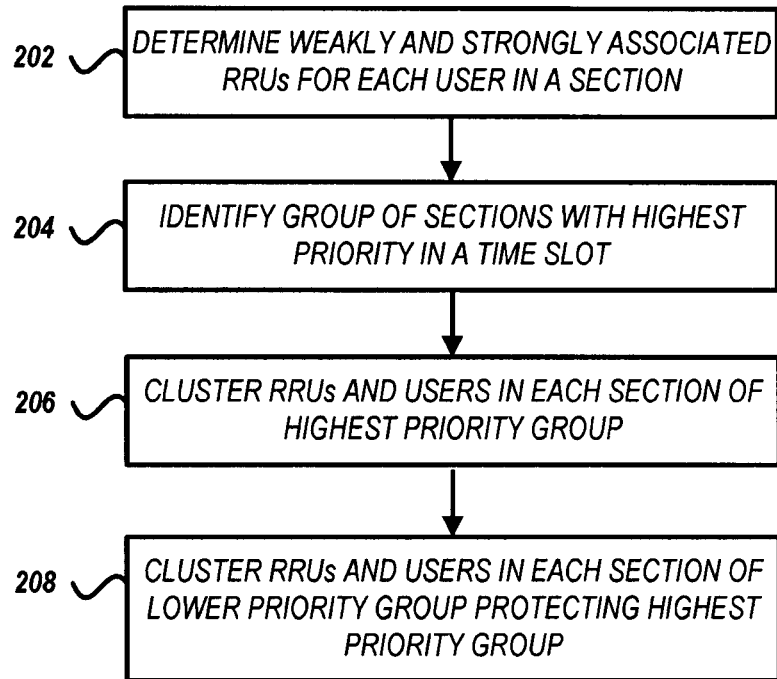 202
DETERMINE WEAKLY AND STRONGLY ASSOCIATED
RRUs FOR EACH USER IN A SECTION
204
IDENTIFY GROUP OF SECTIONS WITH HIGHEST
PRIORITY IN A TIME SLOT
206
CLUSTER RRUs AND USERS IN EACH SECTION OF
HIGHEST PRIORITY GROUP
208
CLUSTER RRUs AND USERS IN EACH SECTION OF
LOWER PRIORITY GROUP PROTECTING HIGHEST
PRIORITY GROUP